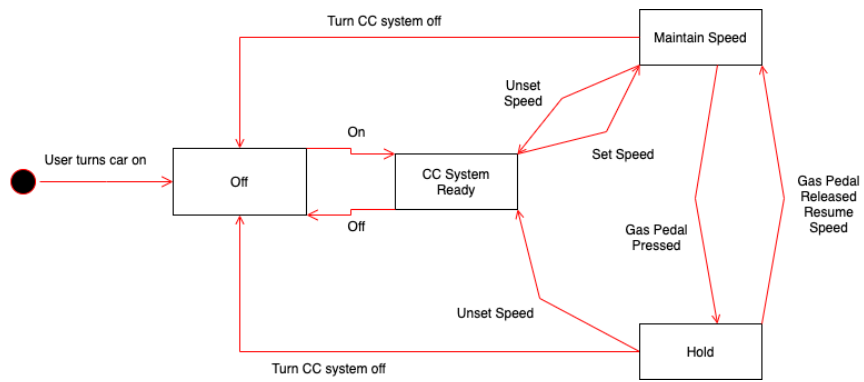 Turn CC system off
Maintain Speed
Unset
Speed
On
Set Speed
User turns car on
Off
CC System
Ready
Gas Pedal
Released
Resume
Speed
Off
Gas Pedal
Pressed
Unset Speed
Hold
Turn CC system off